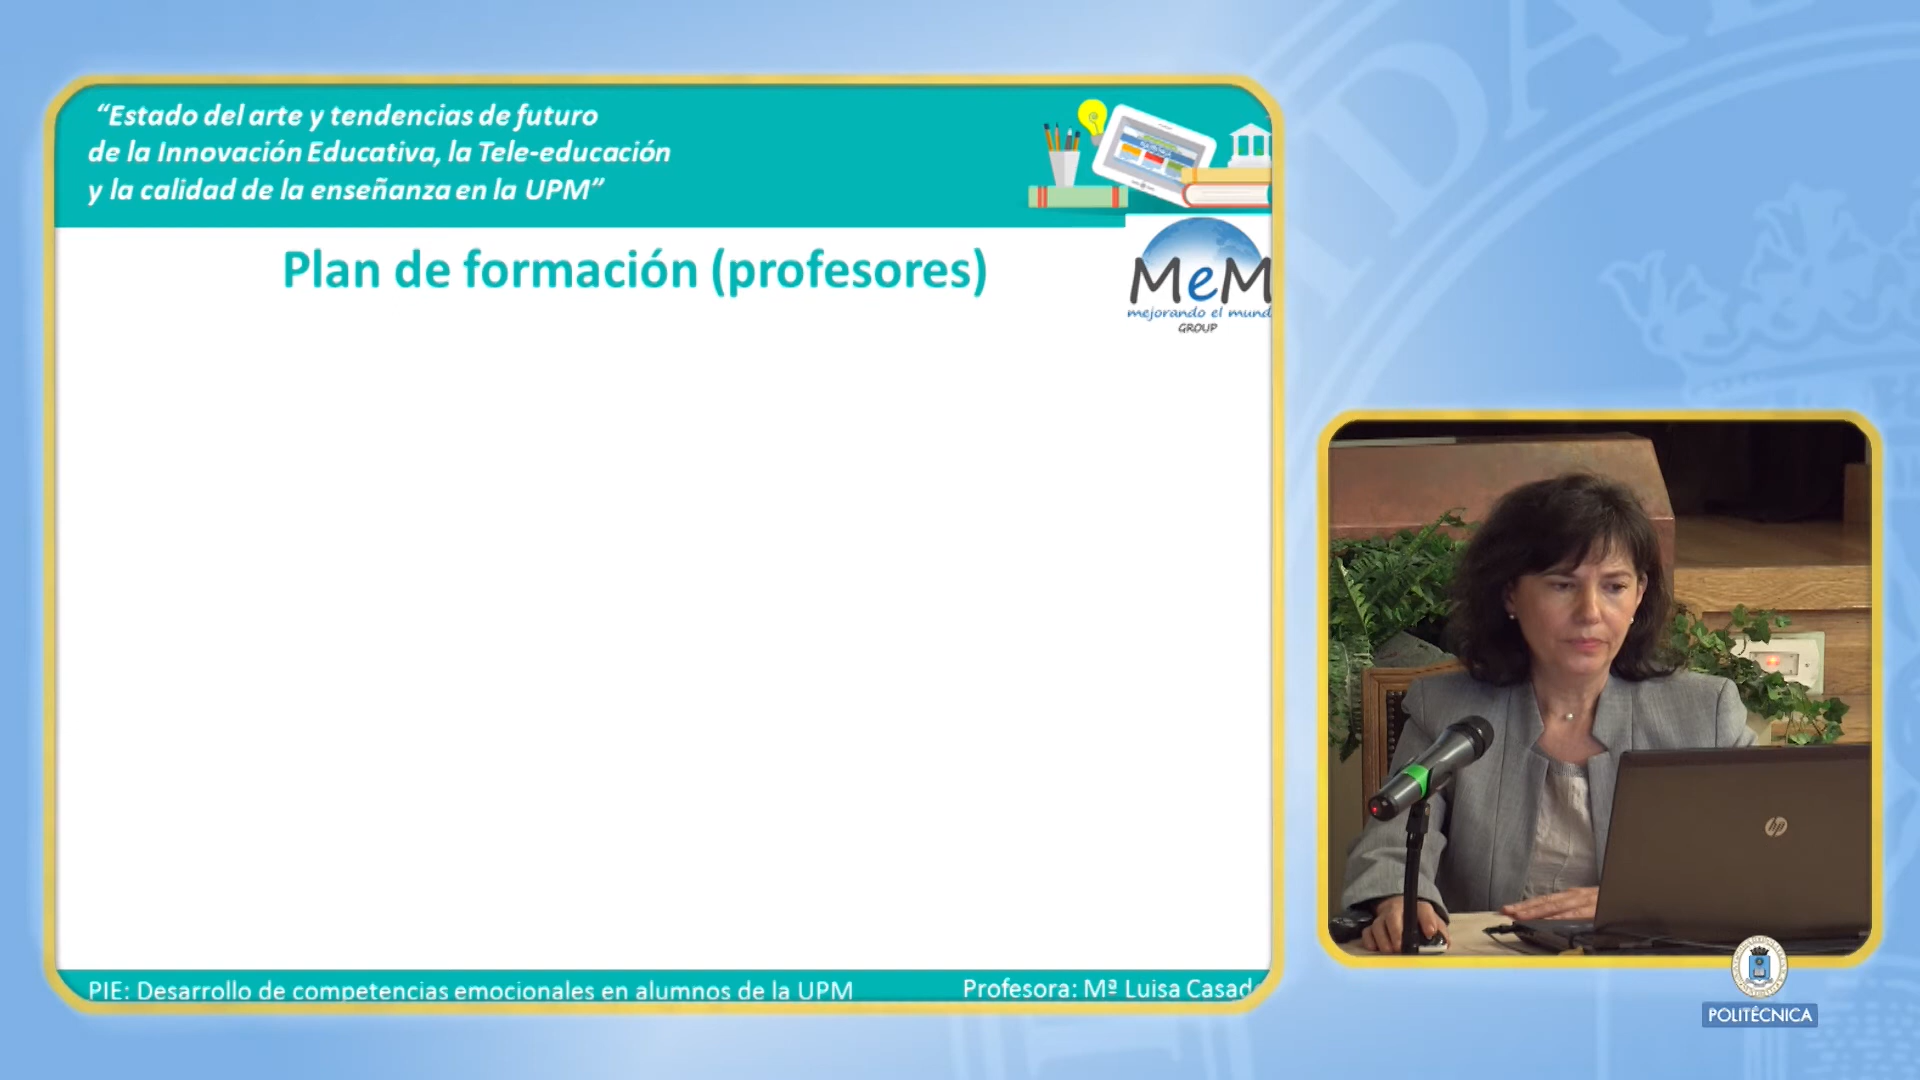 “Estado del arte y tendencias de futuro
de la Innovación Educativa, la Tele-educación
y la calidad de la enseñanza en la UPM”
Plan de formación (profesores)
MeM
mejorando el mund
GROUP
hp
PIE: Desarrollo de competencias emocionales en alumnos de la UPM
Profesora: Mª Luisa Casado
POLITÉCNICA